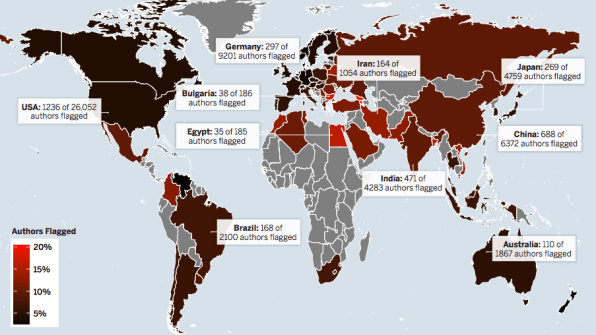 Germany: 297 of
9201 authors flagged
Iran: 164 of
1054 authors flagged
Japan: 269 of
4759 authors flagged
Bulgaria: 38 of 186
authors flagged
USA: 1236 of 26,052
authors flagged
Egypt: 35 of 185
authors flagged
China: 688 of
6372 authors flagged
India: 471 of
4283 authors flagged
Brazil: 168 of
2100 authors flagged
Australia: 110 of
1867 authors flagged
Authors Flagged
20%
15%
10%
5%